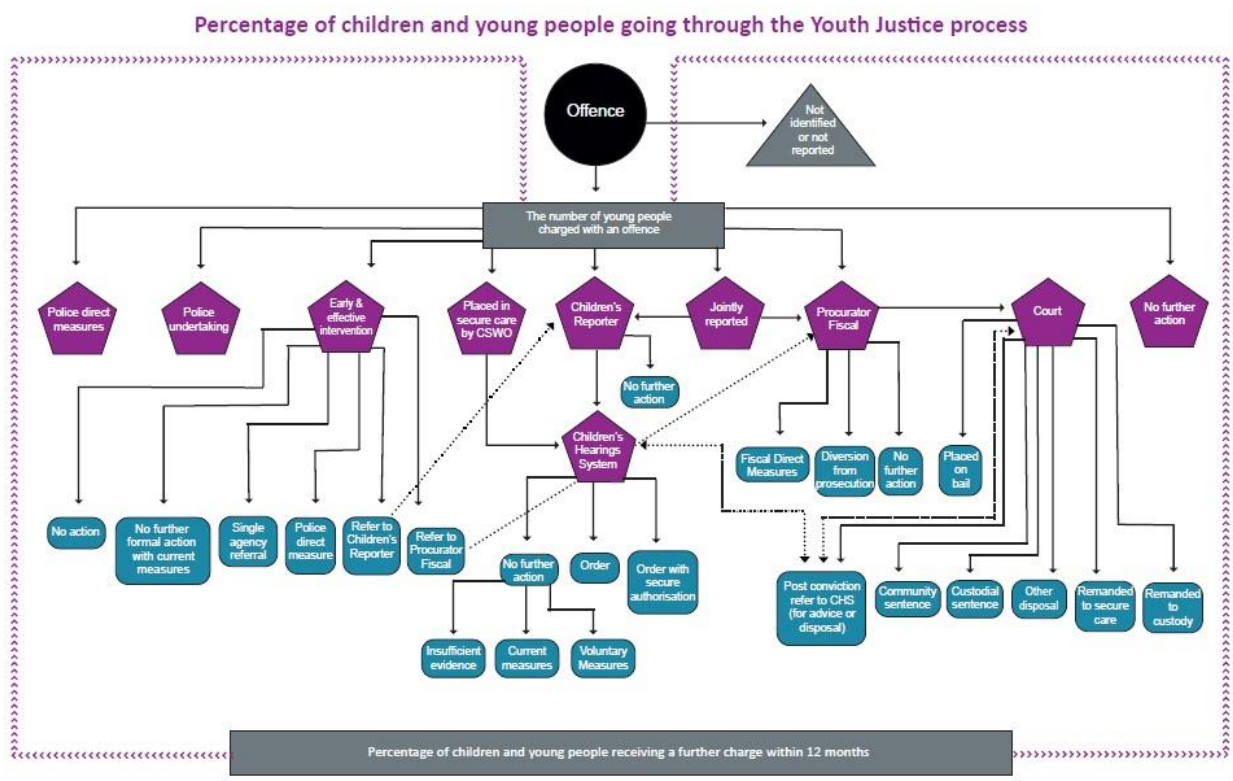 Percentage of children and young people going through the Youth Justice process
Offence
Not
identified
or not
reported
The number of young people
charged with an offence
Police direct
measures
Police
undertaking
Early &
effective
intervention
Placed in
secure care
by CSWO
Children's
Reporter
Jointly
reported
Procurator
Fiscal
Court
No further
action
No further
action
Children's
Hearings
System
Fiscal Direct
Measures
Diversion
from
prosecution
No
further
action
Placed
on
bail
No action
No further
formal action
with current
measures
Single
agency
referral
Police
direct
measure
Refer to
Children's
Reporter
Refer to
Procurator
Fiscal
No further
action
Order
Order with
secure
authorisation
Post conviction
refer to CHS
(for advice or
disposal)
Community
sentence
Custodial
sentence
Other
disposal
Remanded
to secure
care
Remanded
to
custody
Insufficient
evidence
Current
measures
Voluntary
Measures
Percentage of children and young people receiving a further charge within 12 months